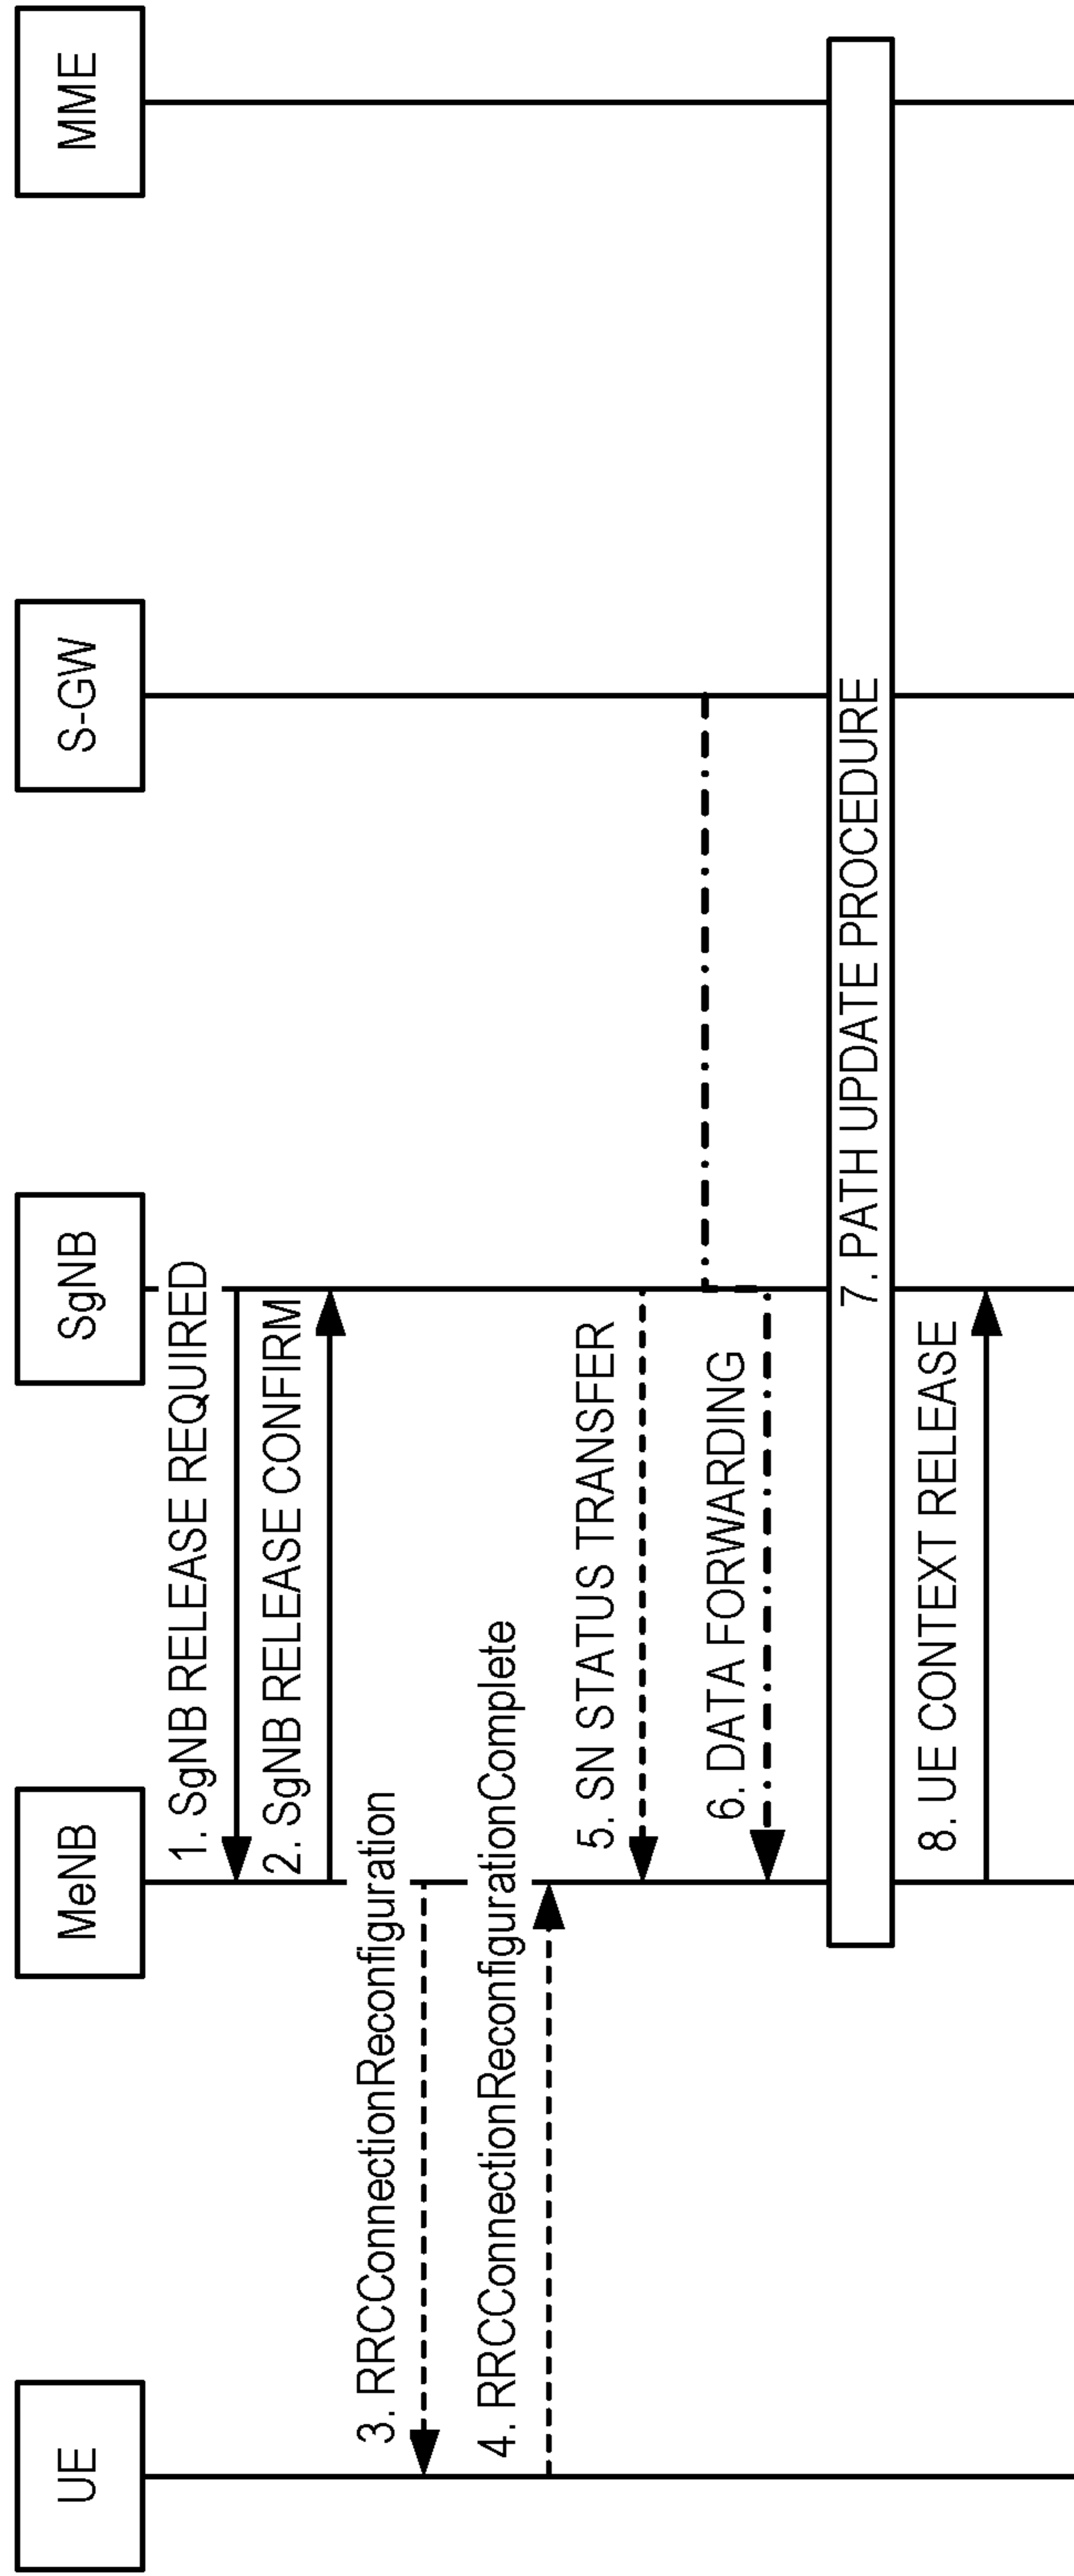 UE
MeNB
SgNB
S-GW
MME
1. SgNB RELEASE REQUIRED
2. SgNB RELEASE CONFIRM
3. RRCConnectionReconfiguration
4. RRCConnectionReconfigurationComplete
5. SN STATUS TRANSFER
6. DATA FORWARDING
7. PATH UPDATE PROCEDURE
8. UE CONTEXT RELEASE